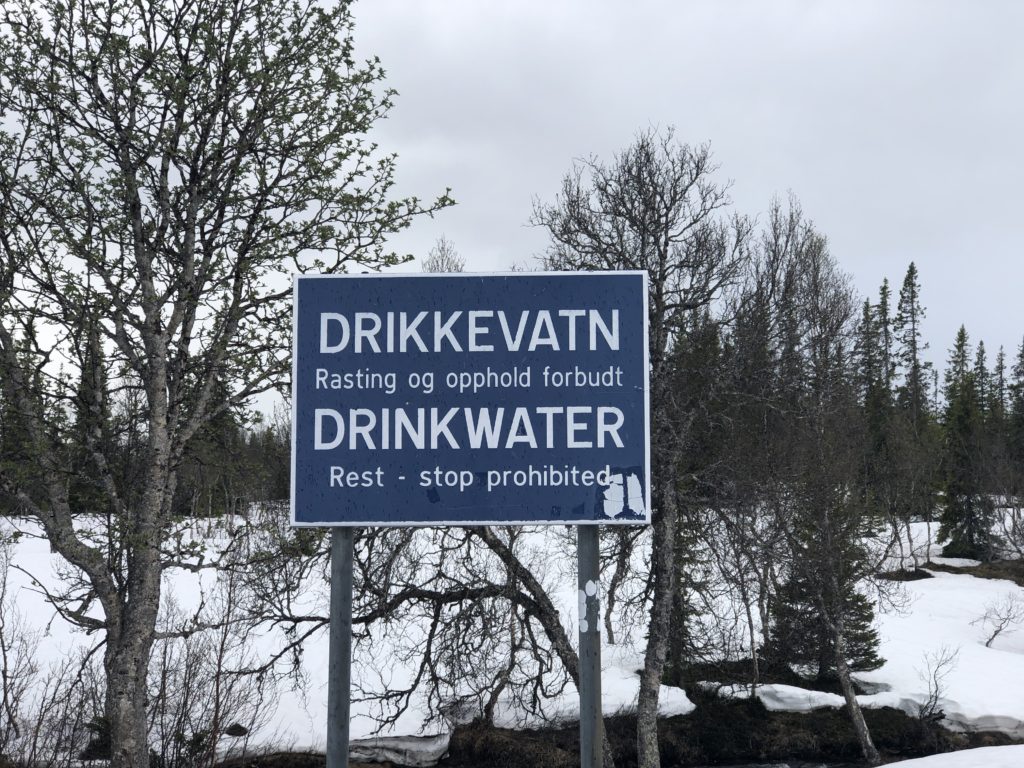 DRIKKEVATN
Rasting og opphold forbudt
DRINKWATER
Rest - stop prohibited